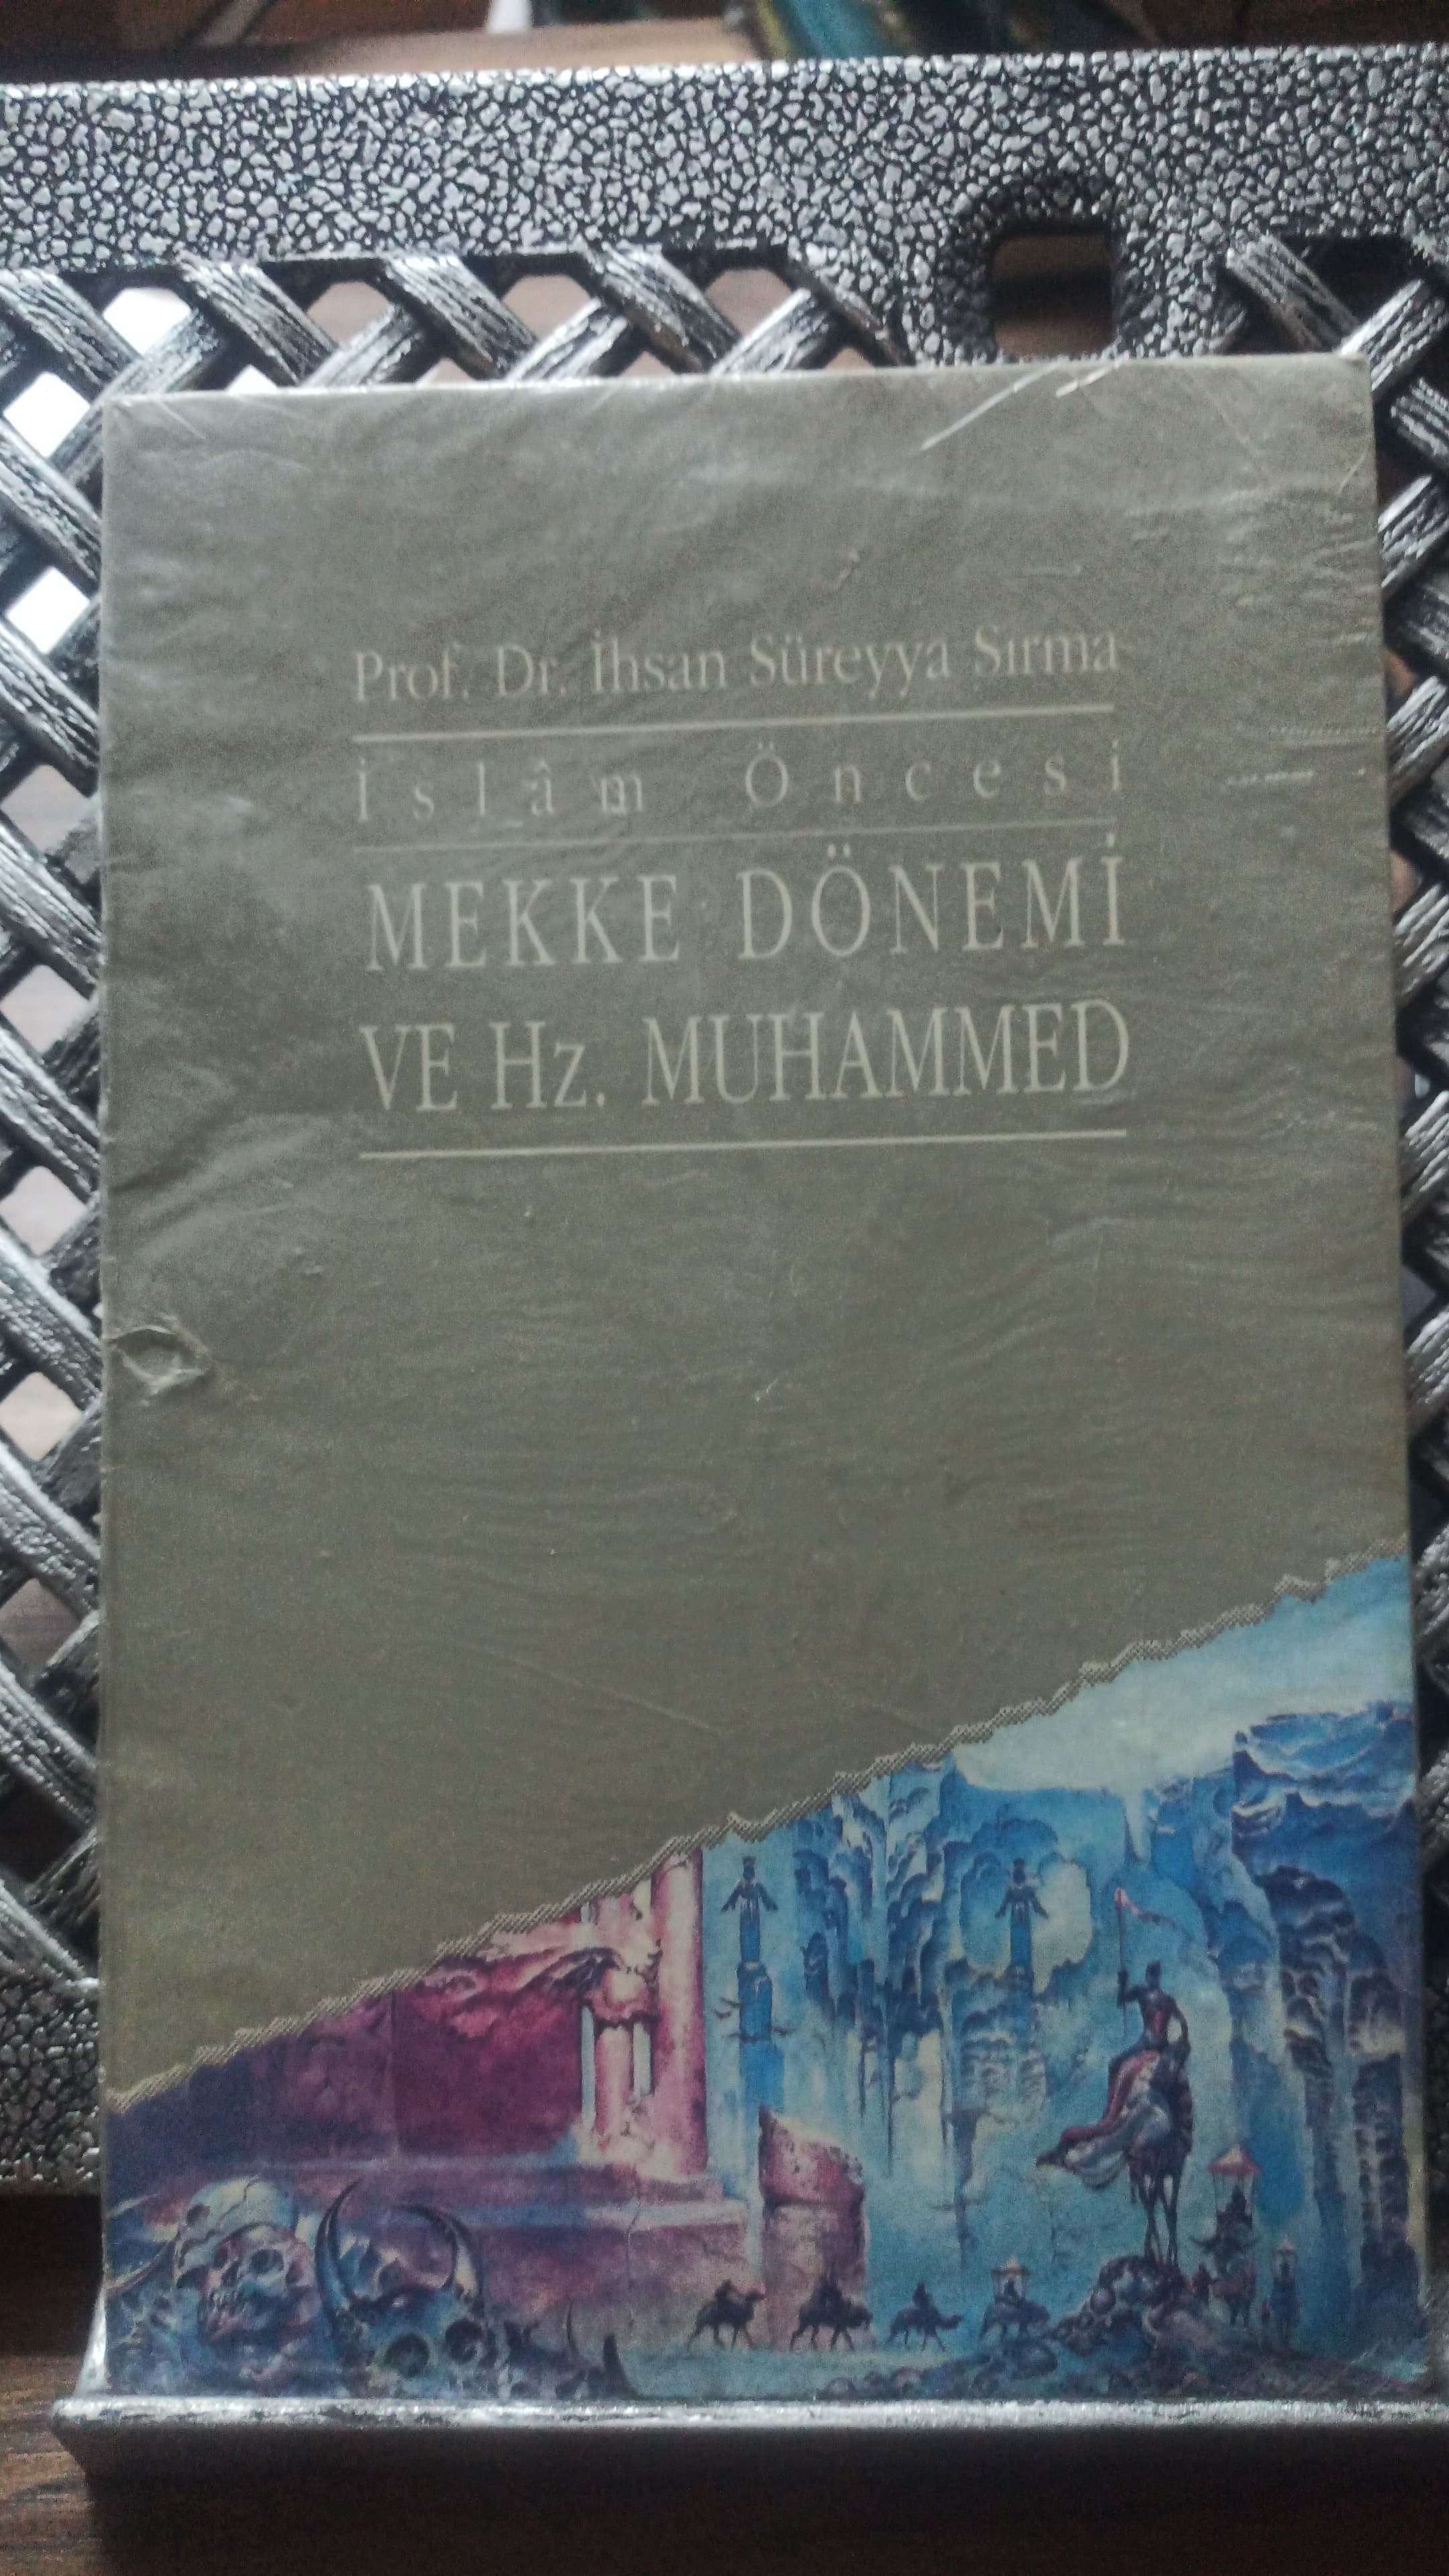 Prof. Dr. İhsan Süreyya Sırma
İslâm Öncesi
MEKKE DÖNEMİ
VE Hz. MUHAMMED